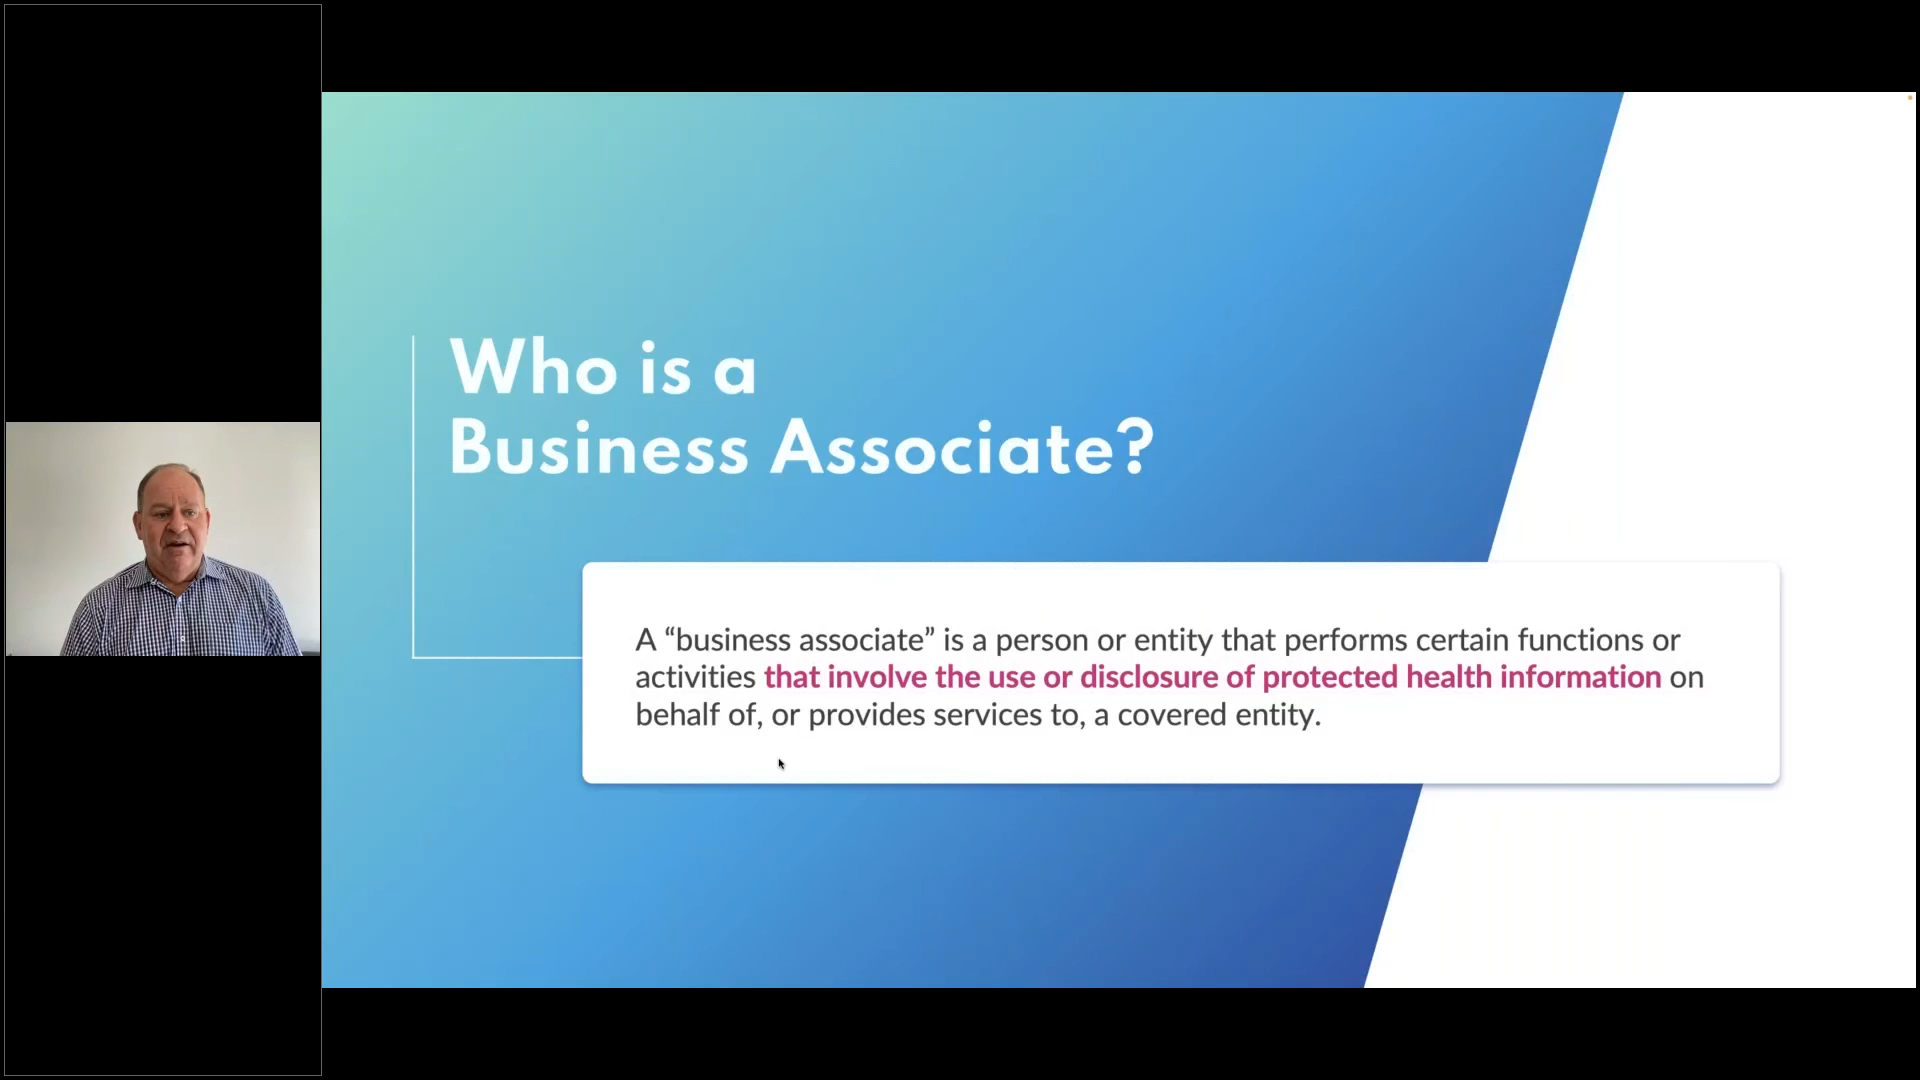 Who is a
Business Associate?
A “business associate” is a person or entity that performs certain functions or
activities that involve the use or disclosure of protected health information on
behalf of, or provides services to, a covered entity.